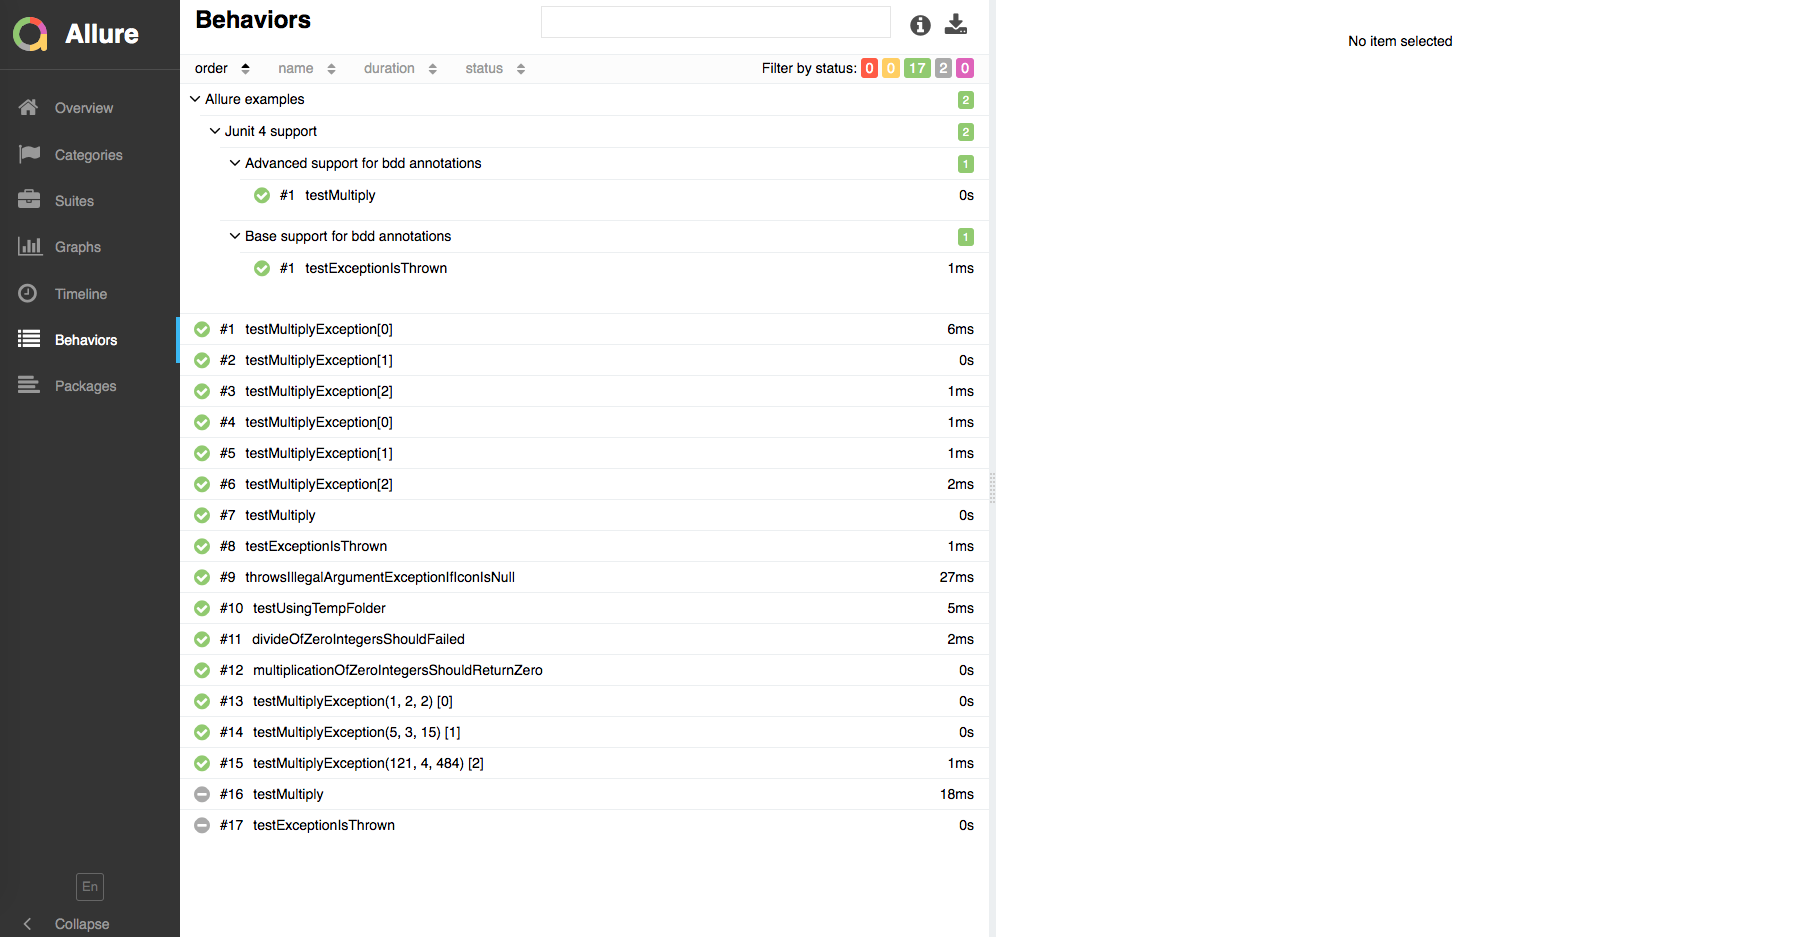 Allure
Overview
Categories
Suites
Graphs
Timeline
Behaviors
Packages
En
Collapse
Behaviors
order name duration status Filter by status: 0 0 17 2 0
Allure examples 2
Junit 4 support 2
Advanced support for bdd annotations 1
#1 testMultiply 0s
Base support for bdd annotations 1
#1 testExceptionIsThrown 1ms
#1 testMultiplyException[0] 6ms
#2 testMultiplyException[1] 0s
#3 testMultiplyException[2] 1ms
#4 testMultiplyException[0] 1ms
#5 testMultiplyException[1] 1ms
#6 testMultiplyException[2] 2ms
#7 testMultiply 0s
#8 testExceptionIsThrown 1ms
#9 throwsIllegalArgumentExceptionIfIconIsNull 27ms
#10 testUsingTempFolder 5ms
#11 divideOfZeroIntegersShouldFailed 2ms
#12 multiplicationOfZeroIntegersShouldReturnZero 0s
#13 testMultiplyException(1, 2, 2) [0] 0s
#14 testMultiplyException(5, 3, 15) [1] 0s
#15 testMultiplyException(121, 4, 484) [2] 1ms
#16 testMultiply 18ms
#17 testExceptionIsThrown 0s
No item selected